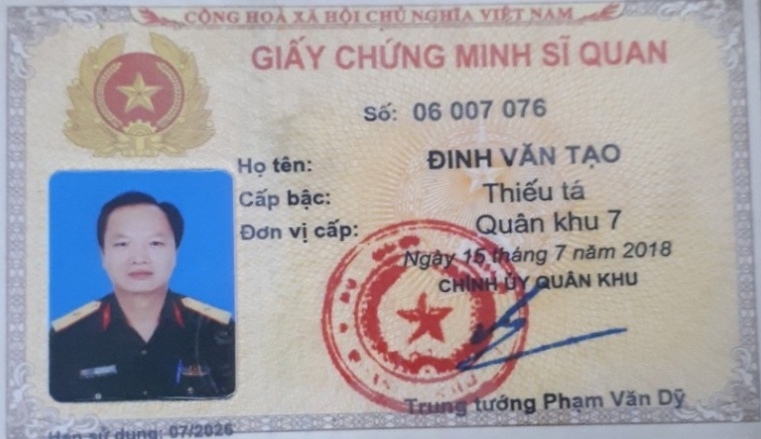 CỘNG HOÀ XÃ HỘI CHỦ NGHĨA VIỆT NAM
GIẤY CHỨNG MINH SĨ QUAN
Số: 06 007 076
Họ tên: ĐINH VĂN TẠO
Cấp bậc: Thiếu tá
Đơn vị cấp: Quân khu 7
Ngày 15 tháng 7 năm 2018
CHÍNH ỦY QUÂN KHU
Trung tướng Phạm Văn Dỹ
Hạn sử dụng: 07/2026